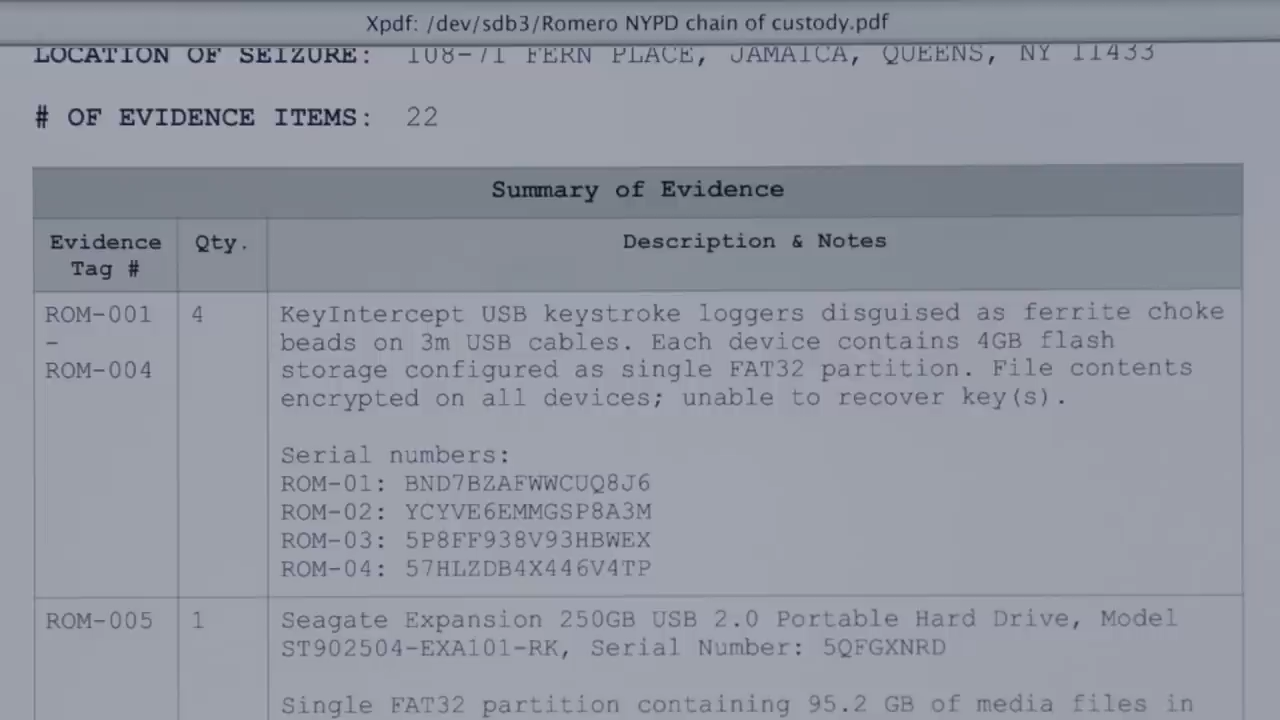 Xpdf: /dev/sdb3/Romero NYPD chain of custody.pdf
LOCATION OF SEIZURE: 108-71 FERN PLACE, JAMAICA, QUEENS, NY 11433
# OF EVIDENCE ITEMS: 22
Summary of Evidence
Evidence Tag #
Qty.
Description & Notes
ROM-001
–
ROM-004
4
KeyIntercept USB keystroke loggers disguised as ferrite choke
beads on 3m USB cables. Each device contains 4GB flash
storage configured as single FAT32 partition. File contents
encrypted on all devices; unable to recover key(s).
Serial numbers:
ROM-01: BND7BZAFWWCUQ8J6
ROM-02: YCYVE6EMMGSP8A3M
ROM-03: 5P8FF938V93HBWEX
ROM-04: 57HLZDB4X446V4TP
ROM-005
1
Seagate Expansion 250GB USB 2.0 Portable Hard Drive, Model
ST902504-EXA101-RK, Serial Number: 5QFGXNRD
Single FAT32 partition containing 95.2 GB of media files in